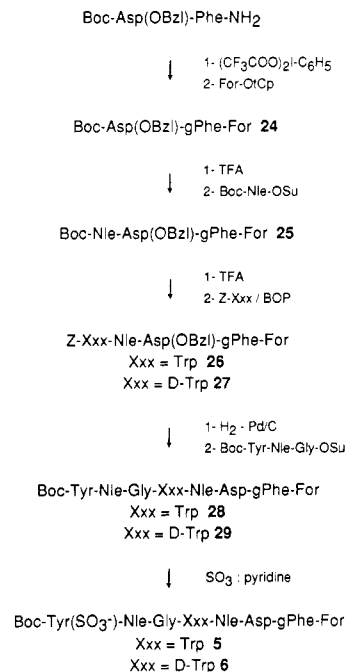 Boc-Asp(OBzl)-Phe-NH2
1- (CF3COO)2I-C6H5
2- For-OtCp
Boc-Asp(OBzl)-gPhe-For 24
1- TFA
2- Boc-Nle-OSu
Boc-Nle-Asp(OBzl)-gPhe-For 25
1- TFA
2- Z-Xxx / BOP
Z-Xxx-Nle-Asp(OBzl)-gPhe-For
Xxx = Trp 26
Xxx = D-Trp 27
1- H2 - Pd/C
2- Boc-Tyr-Nle-Gly-OSu
Boc-Tyr-Nle-Gly-Xxx-Nle-Asp-gPhe-For
Xxx = Trp 28
Xxx = D-Trp 29
SO3 : pyridine
Boc-Tyr(SO3-)-Nle-Gly-Xxx-Nle-Asp-gPhe-For
Xxx = Trp 5
Xxx = D-Trp 6